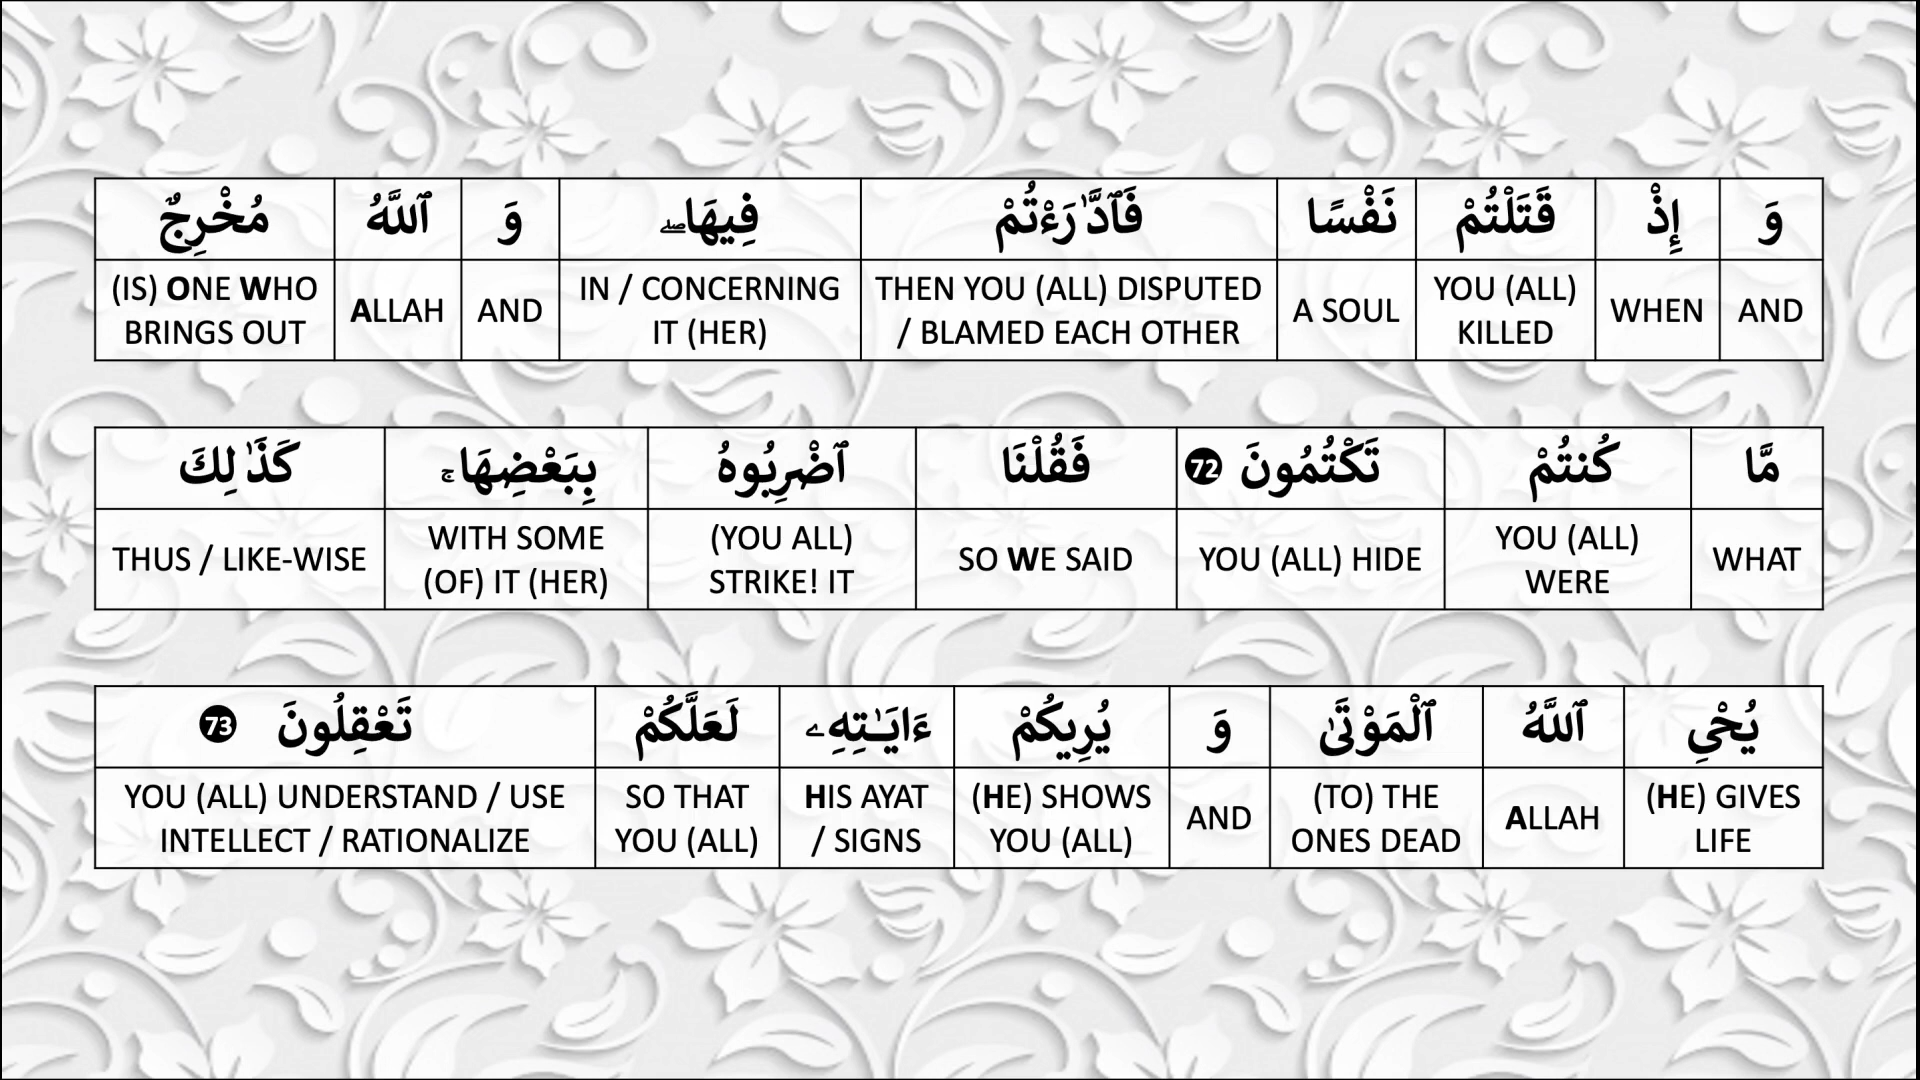 وَ إِذْ قَتَلْتُمْ نَفْسًا فَٱدَّٰرَْٰٔتُمْ فِيهَاۖ وَ ٱللَّهُ مُخْرِجٌ
AND WHEN YOU (ALL) KILLED A SOUL THEN YOU (ALL) DISPUTED / BLAMED EACH OTHER IN / CONCERNING IT (HER) AND ALLAH (IS) ONE WHO BRINGS OUT
مَّا كُنتُمْ تَكْتُمُونَ 72 فَقُلْنَا ٱضْرِبُوهُ بِبَعْضِهَاۚ كَذَٰلِكَ
WHAT YOU (ALL) WERE YOU (ALL) HIDE SO WE SAID (YOU ALL) STRIKE! IT WITH SOME (OF) IT (HER) THUS / LIKE-WISE
يُحْىِ ٱللَّهُ ٱلْمَوْتَىٰ وَ يُرِيكُمْ ءَايَـٰتِهِۦ لَعَلَّكُمْ تَعْقِلُونَ 73
(HE) GIVES LIFE ALLAH (TO) THE ONES DEAD AND (HE) SHOWS YOU (ALL) HIS AYAT / SIGNS SO THAT YOU (ALL) YOU (ALL) UNDERSTAND / USE INTELLECT / RATIONALIZE